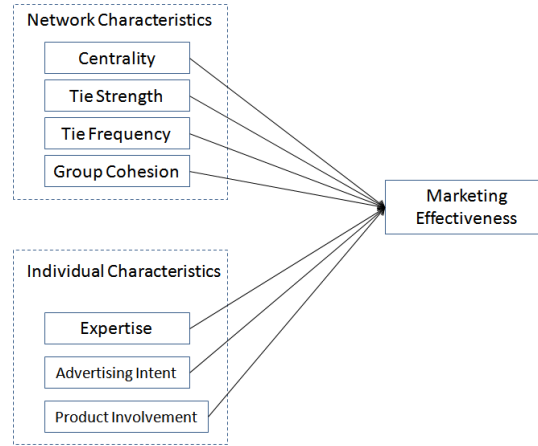 Network Characteristics
Centrality
Tie Strength
Tie Frequency
Group Cohesion
Marketing
Effectiveness
Individual Characteristics
Expertise
Advertising Intent
Product Involvement